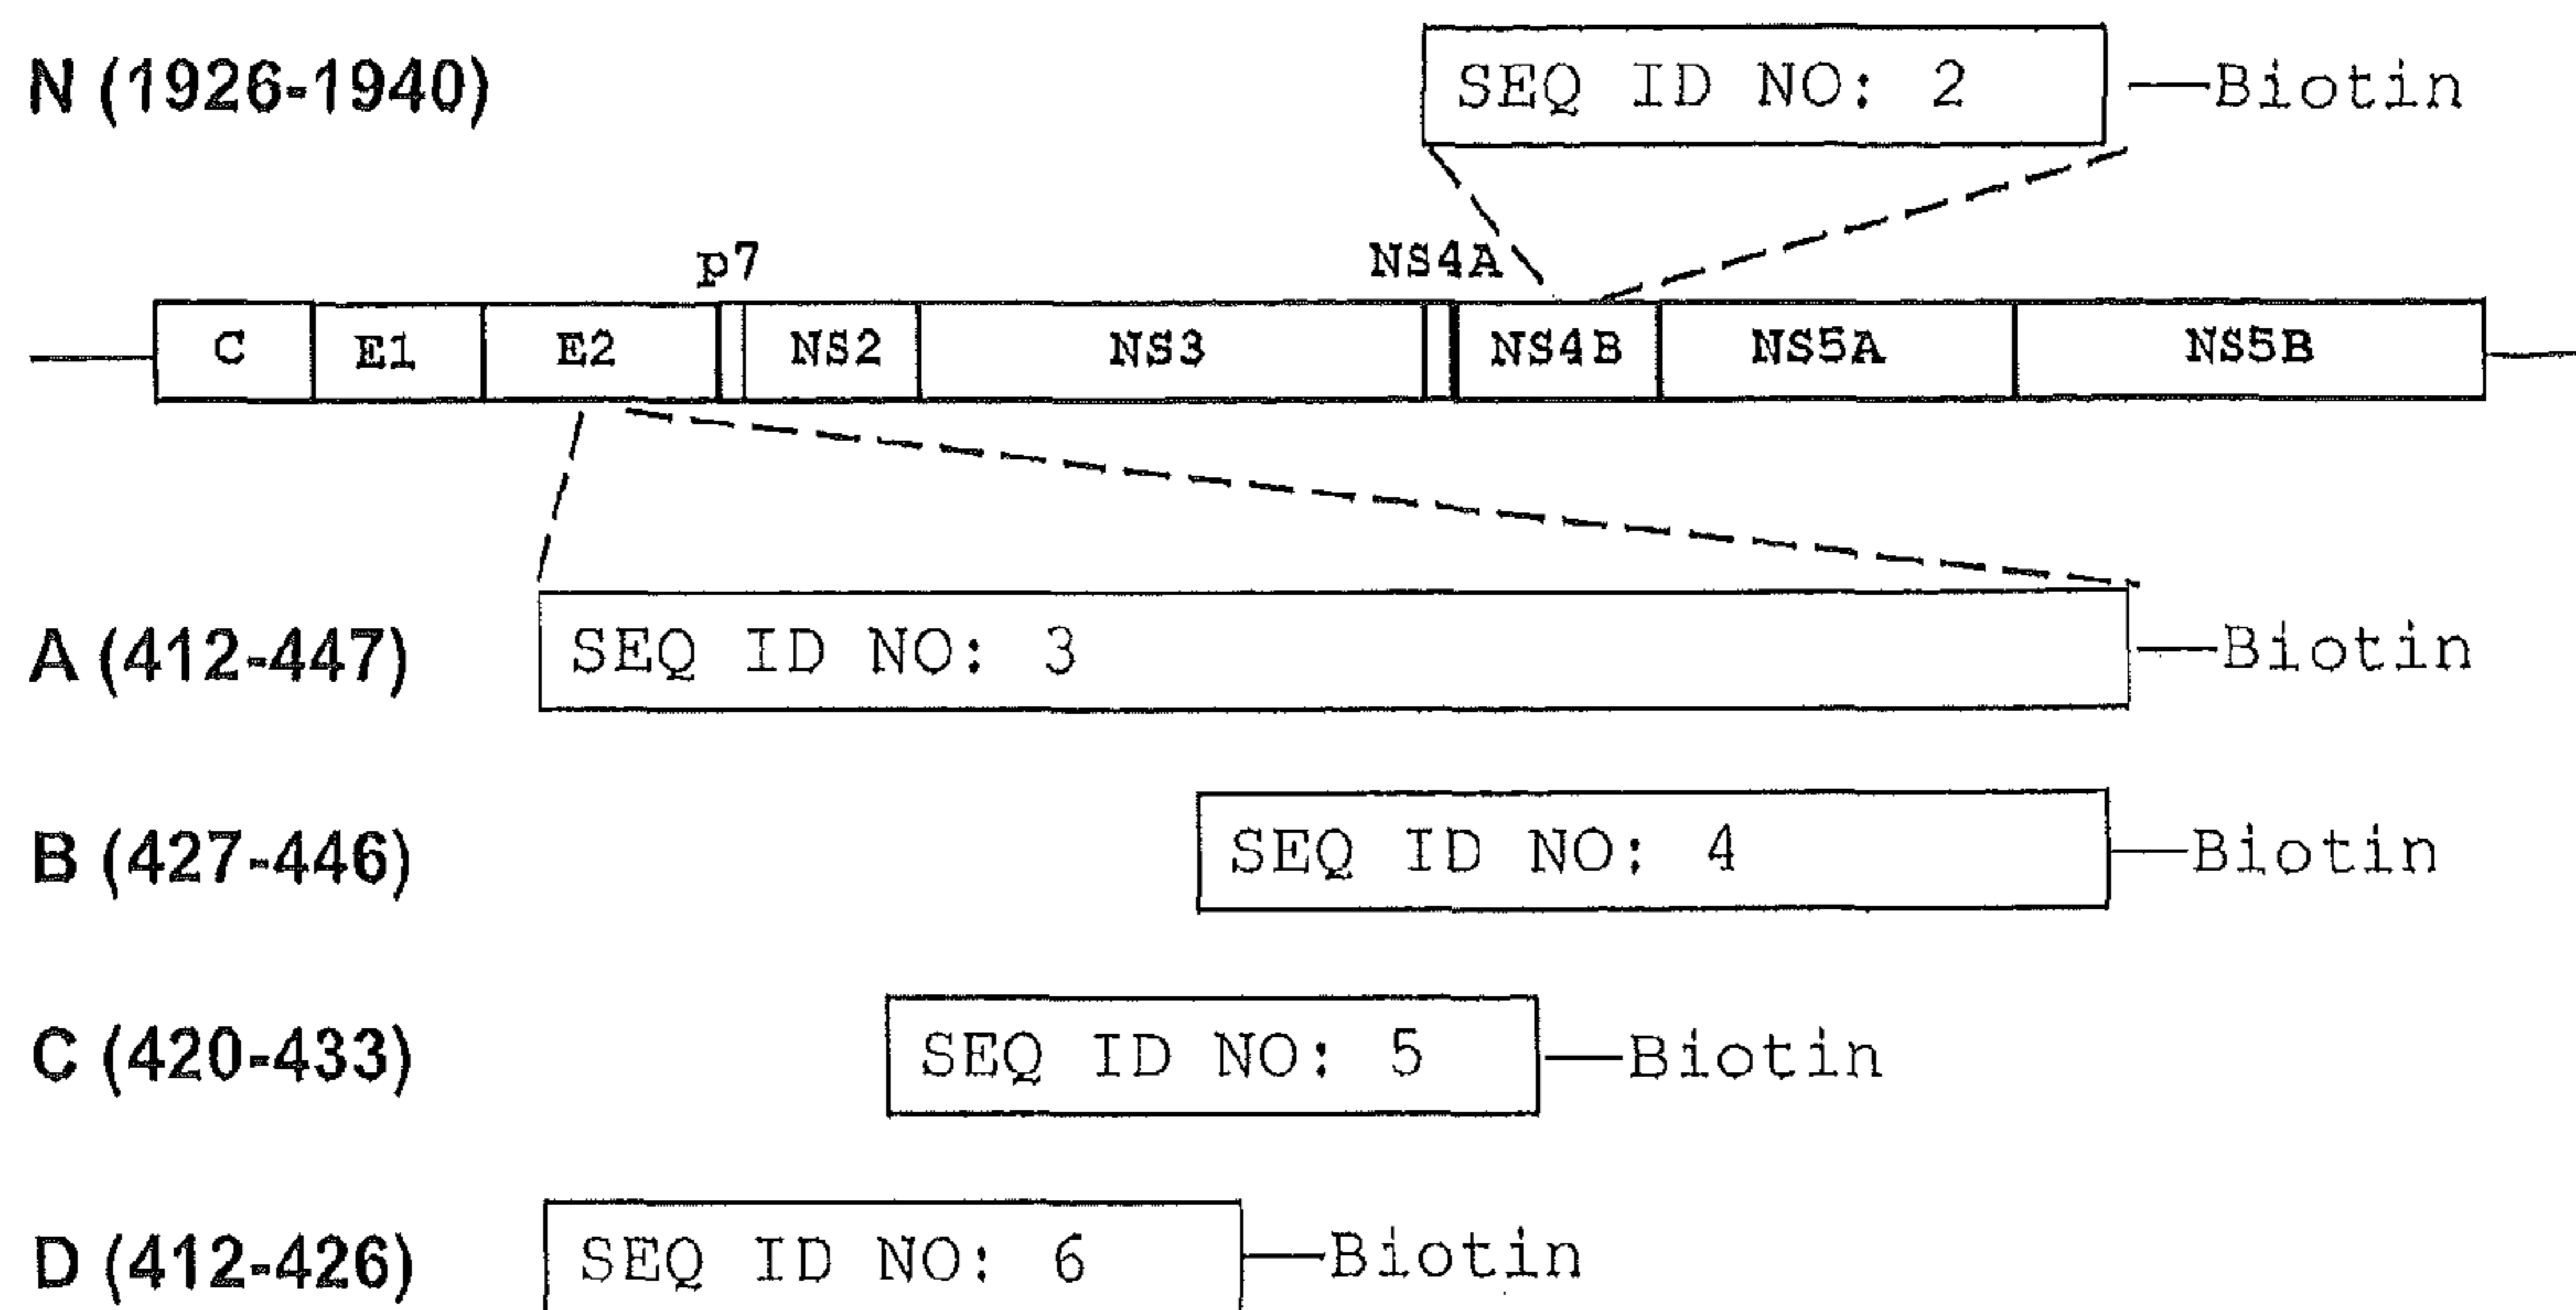 N (1926-1940) SEQ ID NO: 2 Biotin
p7 NS4A
C E1 E2 NS2 NS3 NS4B NS5A NS5B
A (412-447) SEQ ID NO: 3 Biotin
B (427-446) SEQ ID NO: 4 Biotin
C (420-433) SEQ ID NO: 5 Biotin
D (412-426) SEQ ID NO: 6 Biotin